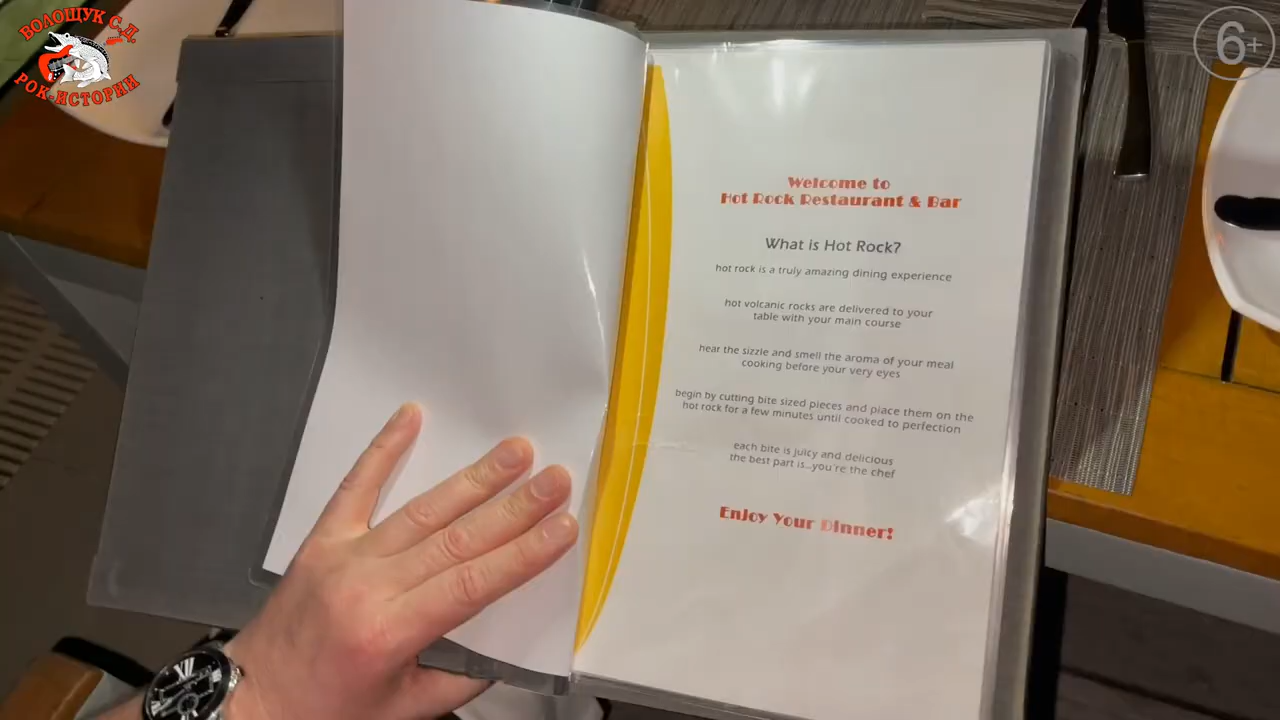 ВОЛОЩУК С.Д.
РОК-ИСТОРИИ
6+
Welcome to
Hot Rock Restaurant & Bar
What is Hot Rock?
hot rock is a truly amazing dining experience
hot volcanic rocks are delivered to your
table with your main course
hear the sizzle and smell the aroma of your meal
cooking before your very eyes
begin by cutting bite sized pieces and place them on the
hot rock for a few minutes until cooked to perfection
each bite is juicy and delicious
the best part is...you're the chef
Enjoy Your Dinner!